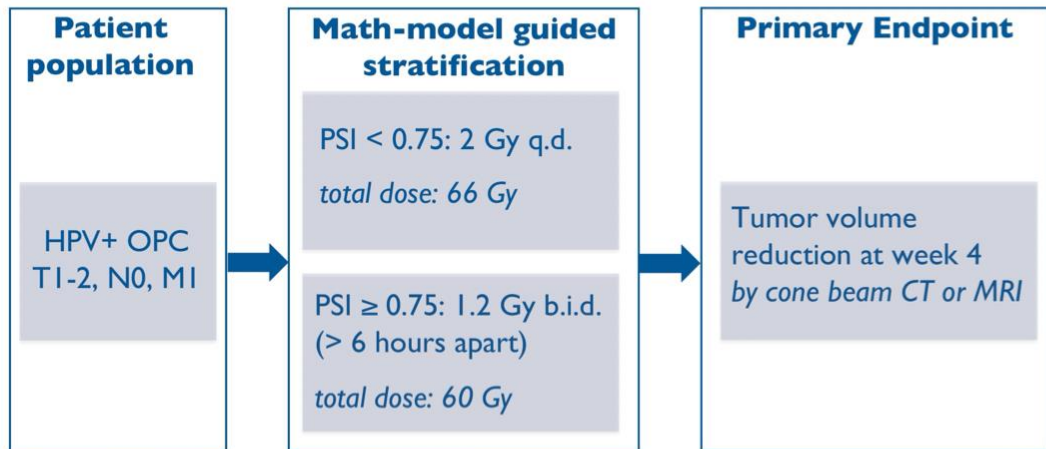 Patient
population
HPV+ OPC
T1-2, N0, M1
Math-model guided
stratification
PSI < 0.75: 2 Gy q.d.
total dose: 66 Gy
PSI ≥ 0.75: 1.2 Gy b.i.d.
(> 6 hours apart)
total dose: 60 Gy
Primary Endpoint
Tumor volume
reduction at week 4
by cone beam CT or MRI